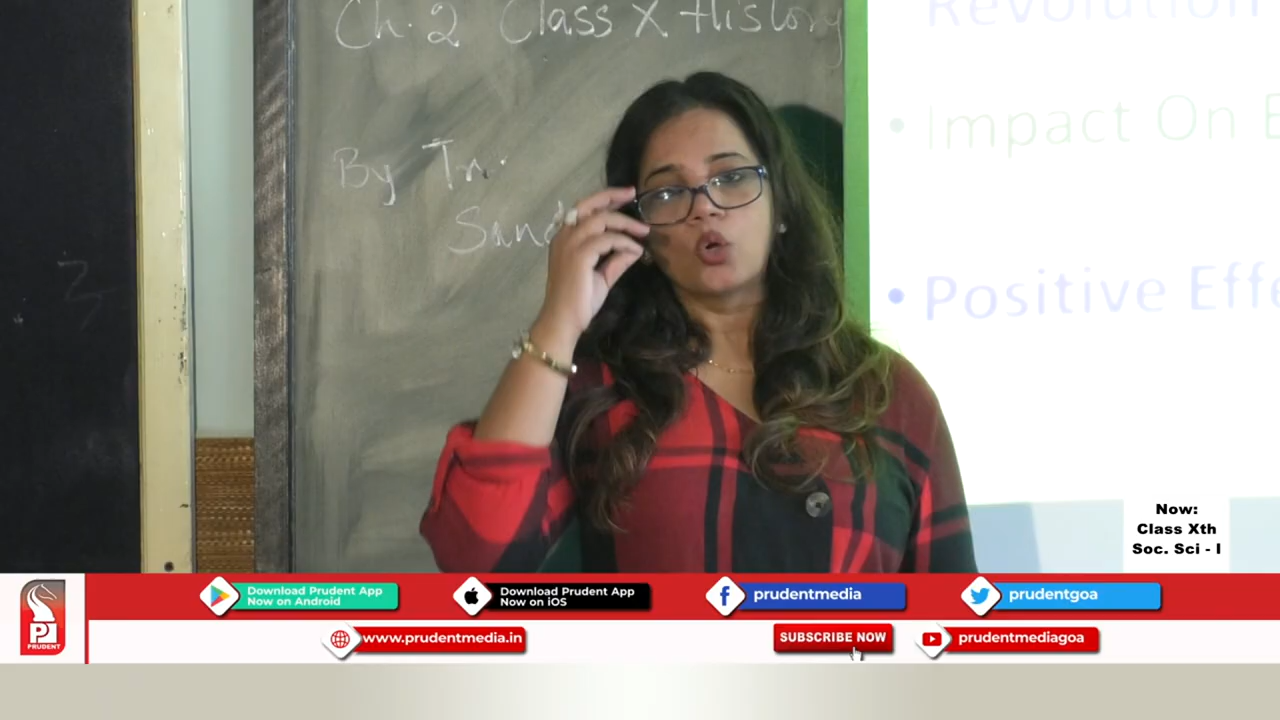 Ch. 2 Class X History
By Tr.
Revolution
• Impact On
• Positive
Now:
Class Xth
Soc. Sci - I
Download Prudent App
Now on Android
Download Prudent App
Now on iOS
prudentmedia
prudentgoa
PRUDENT
www.prudentmedia.in
SUBSCRIBE NOW
prudentmediagoa